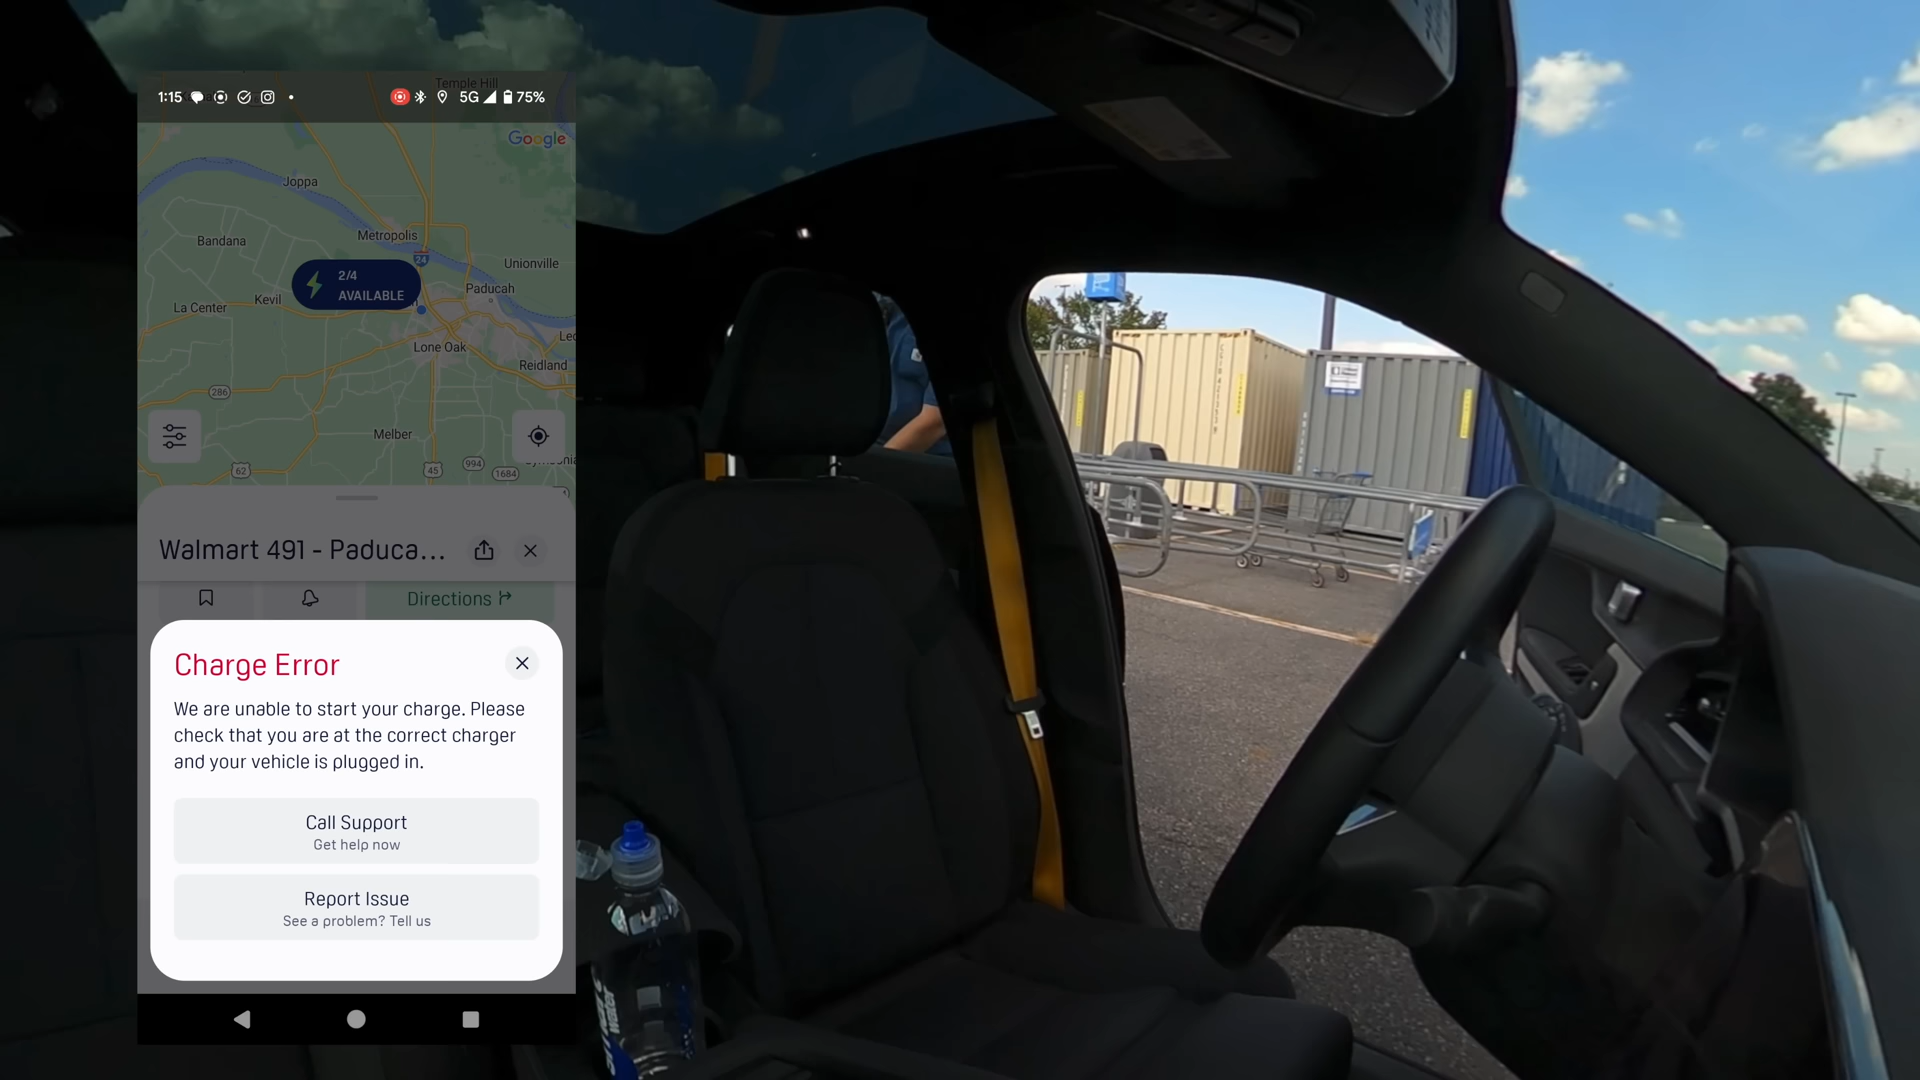 Temple Hill
1:15
5G
75%
Google
Joppa
Metropolis
Bandana
24
Unionville
2/4
AVAILABLE
Paducah
Kevil
La Center
Lone Oak
Reidland
286
Melber
62
45
994
1684
Walmart 491 - Paduca...
Directions
Charge Error
We are unable to start your charge. Please
check that you are at the correct charger
and your vehicle is plugged in.
Call Support
Get help now
Report Issue
See a problem? Tell us